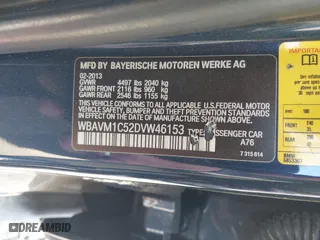 MFD BY BAYERISCHE MOTOREN WERKE AG
02-2013
GVWR 4497 lbs 2040 kg
GAWR FRONT 2116 lbs 960 kg
GAWR REAR 2546 lbs 1155 kg
THIS VEHICLE CONFORMS TO ALL APPLICABLE
U.S. FEDERAL MOTOR VEHICLE SAFETY, BUMPER,
AND THEFT PREVENTION STANDARDS IN EFFECT ON
THE DATE OF MANUFACTURE SHOWN ABOVE.
WBAVM1C52DVW46153 TYPE: PASSENGER CAR
A76
7 315 814